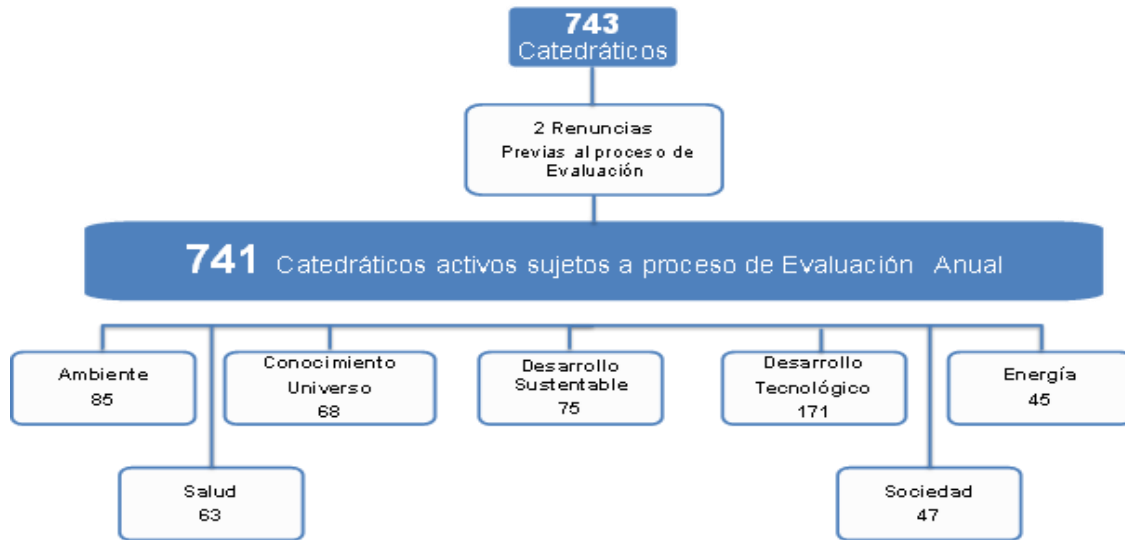 743
Catedráticos
2 Renuncias
Previas al proceso de
Evaluación
741 Catedráticos activos sujetos a proceso de Evaluación Anual
Ambiente
85
Conocimiento
Universo
68
Desarrollo
Sustentable
75
Desarrollo
Tecnológico
171
Energía
45
Salud
63
Sociedad
47